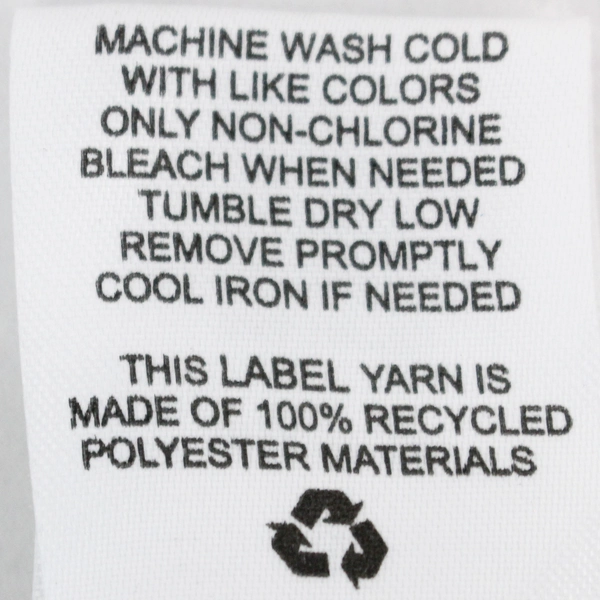 MACHINE WASH COLD
WITH LIKE COLORS
ONLY NON-CHLORINE
BLEACH WHEN NEEDED
TUMBLE DRY LOW
REMOVE PROMPTLY
COOL IRON IF NEEDED
THIS LABEL YARN IS
MADE OF 100% RECYCLED
POLYESTER MATERIALS